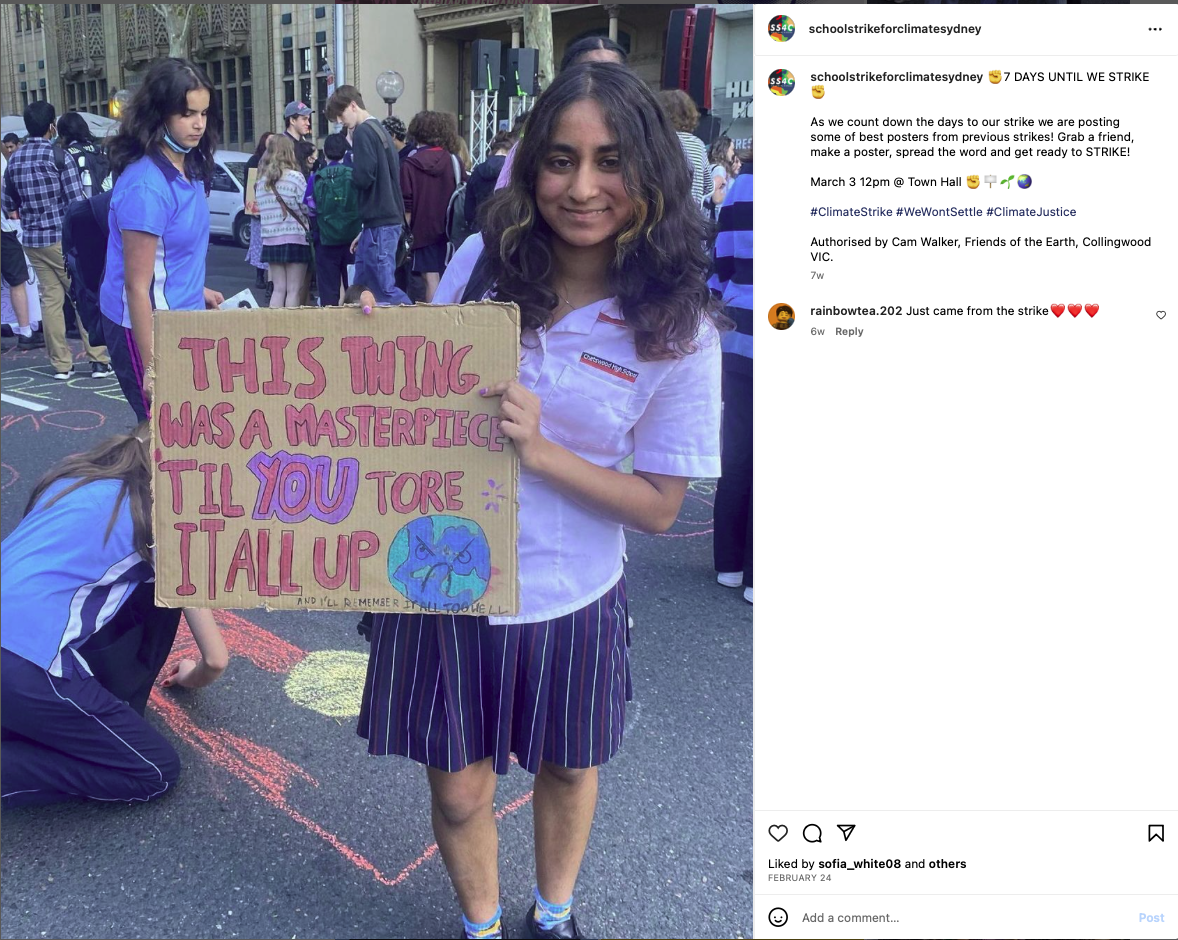 THIS THING
WAS A MASTERPIECE
TIL YOU TORE
IT ALL UP
AND I'LL REMEMBER IT ALL TOO WELL
Chatswood High School
schoolstrikeforclimatesydney
schoolstrikeforclimatesydney ✊7 DAYS UNTIL WE STRIKE
✊
As we count down the days to our strike we are posting
some of best posters from previous strikes! Grab a friend,
make a poster, spread the word and get ready to STRIKE!
March 3 12pm @ Town Hall ✊🪧🌱🌏
#ClimateStrike #WeWontSettle #ClimateJustice
Authorised by Cam Walker, Friends of the Earth, Collingwood
VIC.
7w
rainbowtea.202 Just came from the strike❤️❤️❤️
6w Reply
Liked by sofia_white08 and others
FEBRUARY 24
Add a comment...
Post
SS4C
SS4C